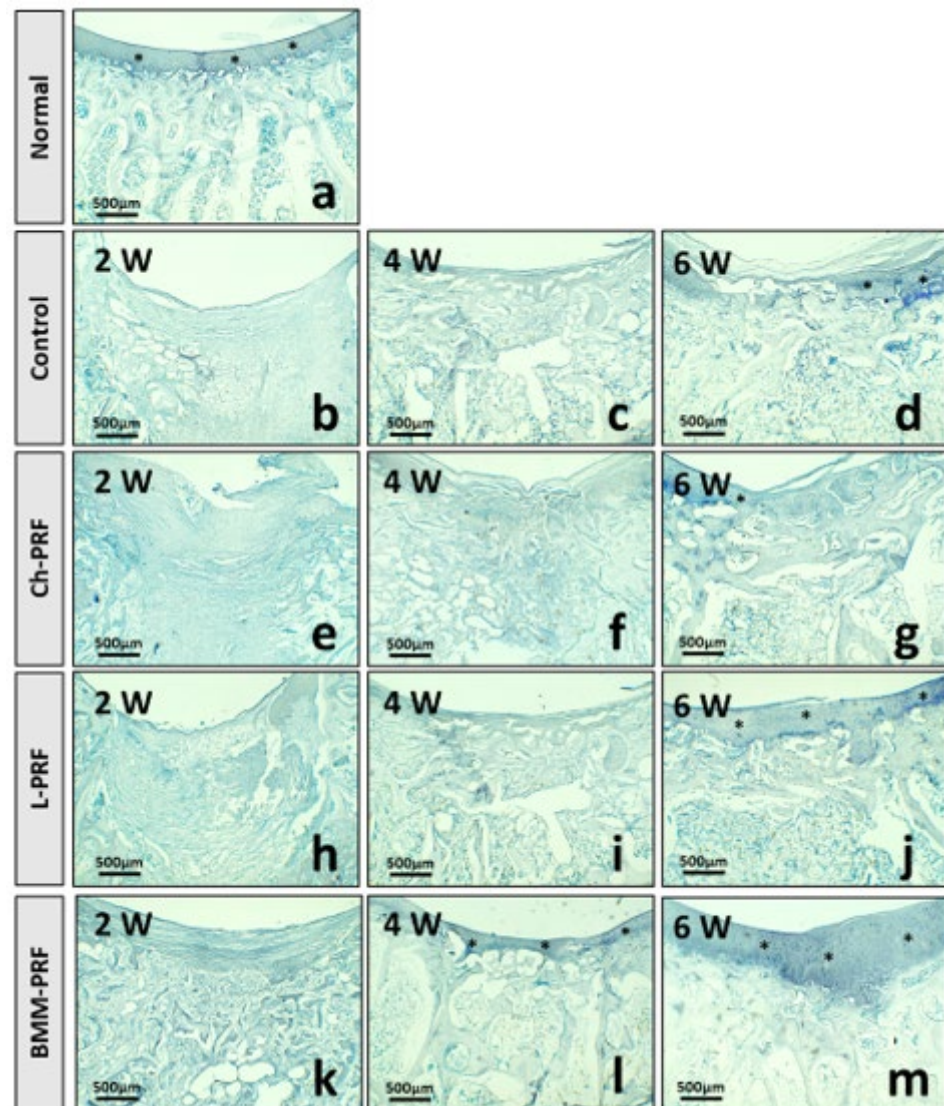 Normal
500μm
a
Control
2 W
500μm
b
4 W
500μm
c
6 W
500μm
d
Ch-PRF
2 W
500μm
e
4 W
500μm
f
6 W
*
500μm
g
L-PRF
2 W
500μm
h
4 W
500μm
i
6 W
500μm
j
BMM-PRF
2 W
500μm
k
4 W
500μm
l
6 W
500μm
m